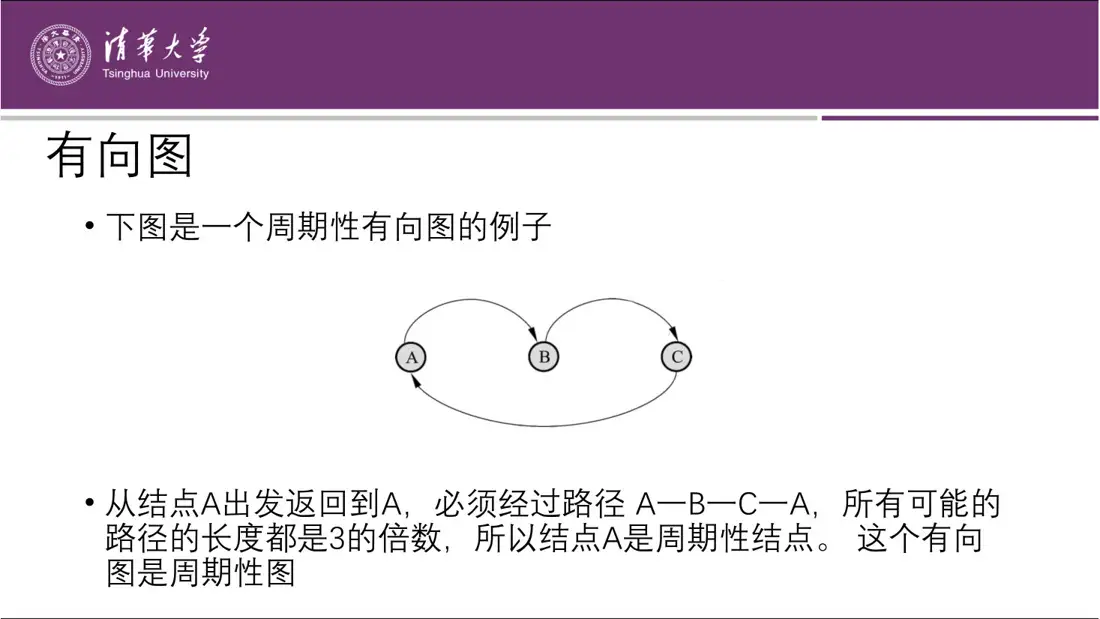 清华大学
Tsinghua University
有向图
• 下图是一个周期性有向图的例子
A
B
C
• 从结点A出发返回到A，必须经过路径 A—B—C—A，所有可能的
路径的长度都是3的倍数，所以结点A是周期性结点。 这个有向
图是周期性图